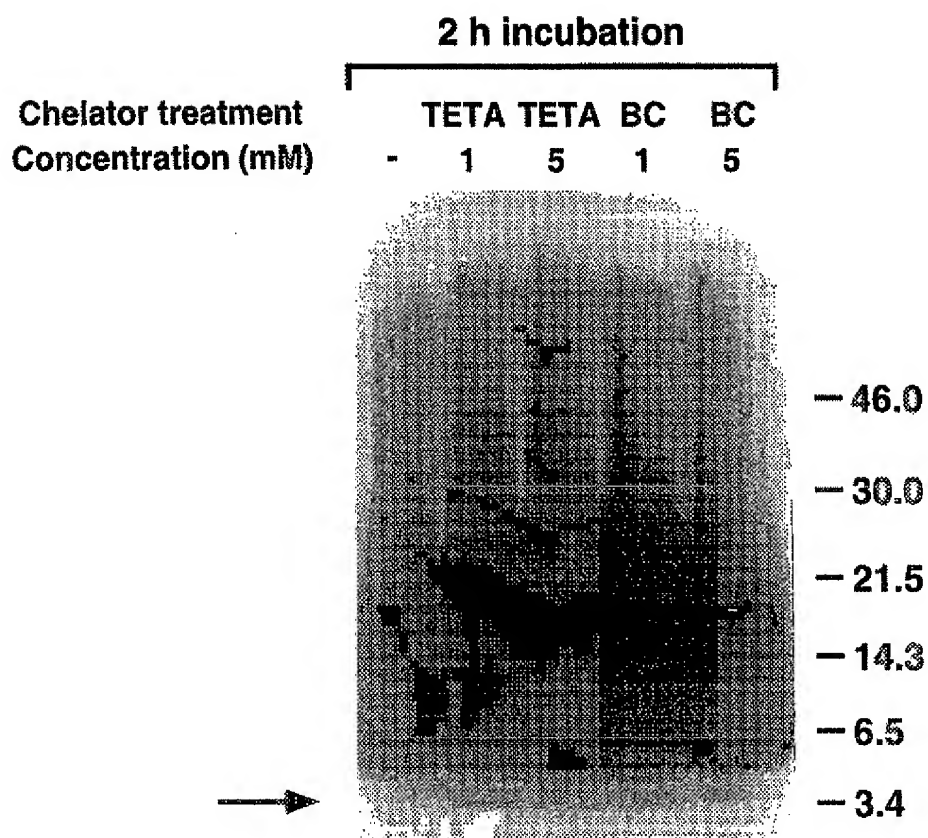 2 h incubation
Chelator treatment TETA TETA BC BC
Concentration (mM) - 1 5 1 5
– 46.0
– 30.0
– 21.5
– 14.3
– 6.5
– 3.4